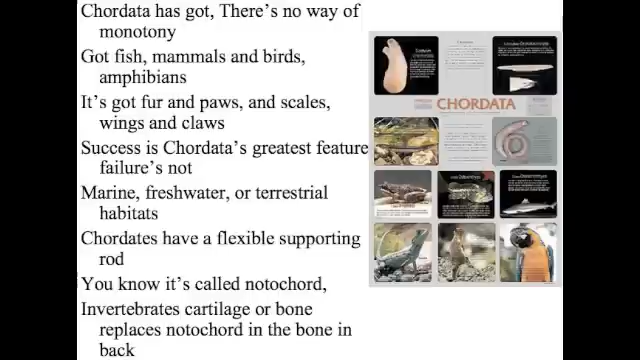 Chordata has got, There's no way of
monotony
Got fish, mammals and birds,
amphibians
It's got fur and paws, and scales,
wings and claws
Success is Chordata's greatest feature
failure's not
Marine, freshwater, or terrestrial
habitats
Chordates have a flexible supporting
rod
You know it's called notochord,
Invertebrates cartilage or bone
replaces notochord in the bone in
back
CHORDATA